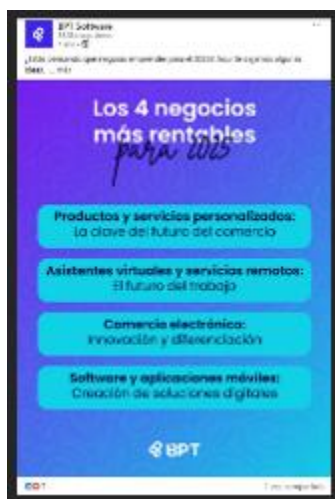 BPT Software
Los 4 negocios
más rentables
para 2025
Productos y servicios personalizados:
La clave del futuro del comercio
Asistentes virtuales y servicios remotos:
El futuro del trabajo
Comercio electrónico:
Innovación y diferenciación
Software y aplicaciones móviles:
Creación de soluciones digitales
BPT